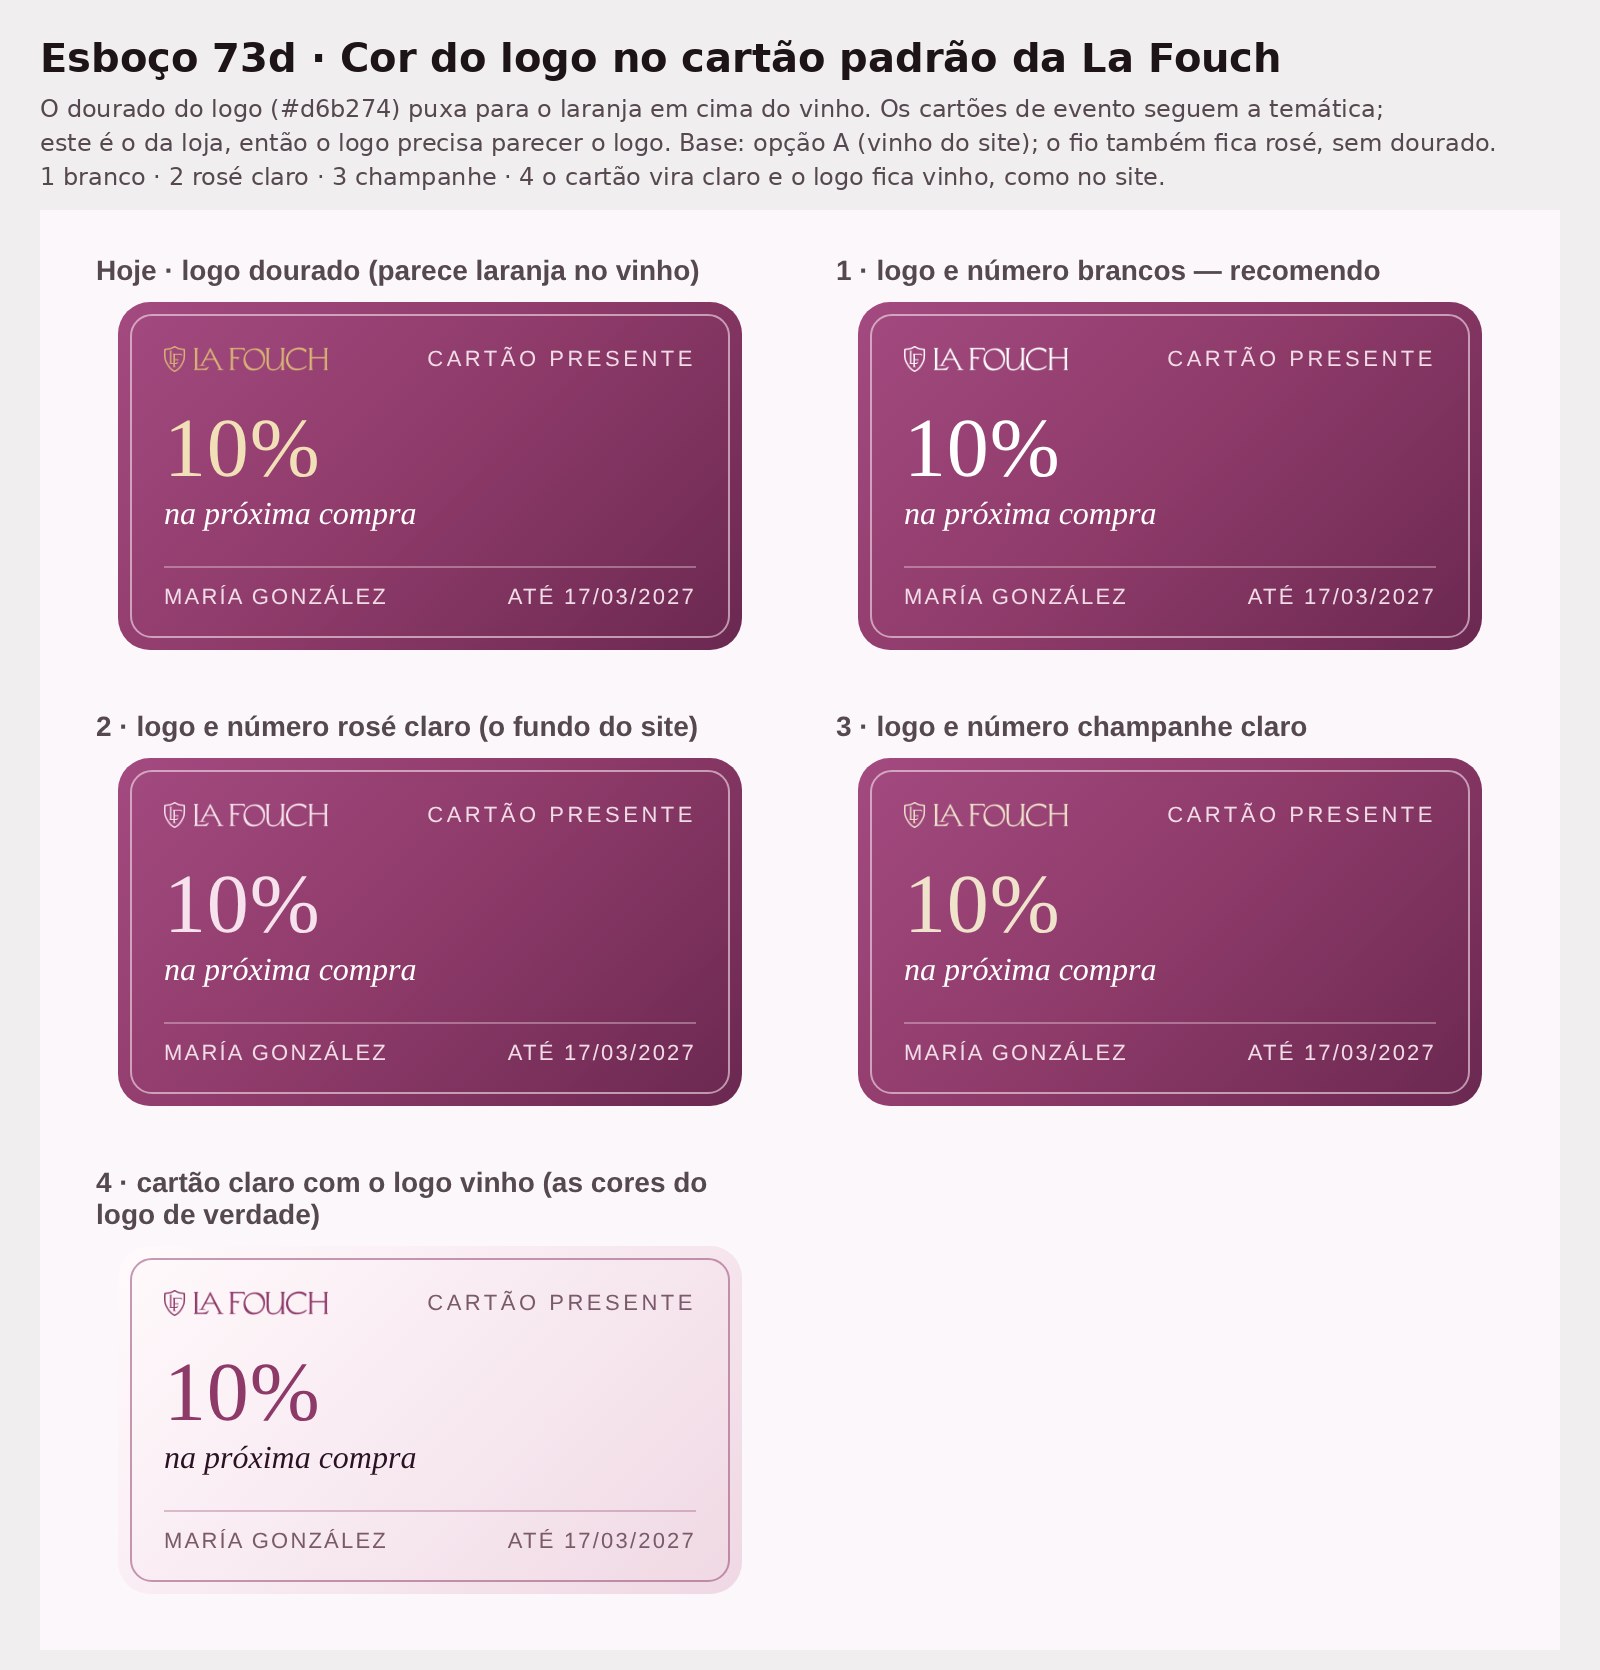 Esboço 73d · Cor do logo no cartão padrão da La Fouch
O dourado do logo (#d6b274) puxa para o laranja em cima do vinho. Os cartões de evento seguem a temática;
este é o da loja, então o logo precisa parecer o logo. Base: opção A (vinho do site); o fio também fica rosé, sem dourado.
1 branco · 2 rosé claro · 3 champanhe · 4 o cartão vira claro e o logo fica vinho, como no site.
Hoje · logo dourado (parece laranja no vinho)
LF LA FOUCH CARTÃO PRESENTE
10%
na próxima compra
MARÍA GONZÁLEZ ATÉ 17/03/2027
1 · logo e número brancos — recomendo
LF LA FOUCH CARTÃO PRESENTE
10%
na próxima compra
MARÍA GONZÁLEZ ATÉ 17/03/2027
2 · logo e número rosé claro (o fundo do site)
LF LA FOUCH CARTÃO PRESENTE
10%
na próxima compra
MARÍA GONZÁLEZ ATÉ 17/03/2027
3 · logo e número champanhe claro
LF LA FOUCH CARTÃO PRESENTE
10%
na próxima compra
MARÍA GONZÁLEZ ATÉ 17/03/2027
4 · cartão claro com o logo vinho (as cores do
logo de verdade)
LF LA FOUCH CARTÃO PRESENTE
10%
na próxima compra
MARÍA GONZÁLEZ ATÉ 17/03/2027